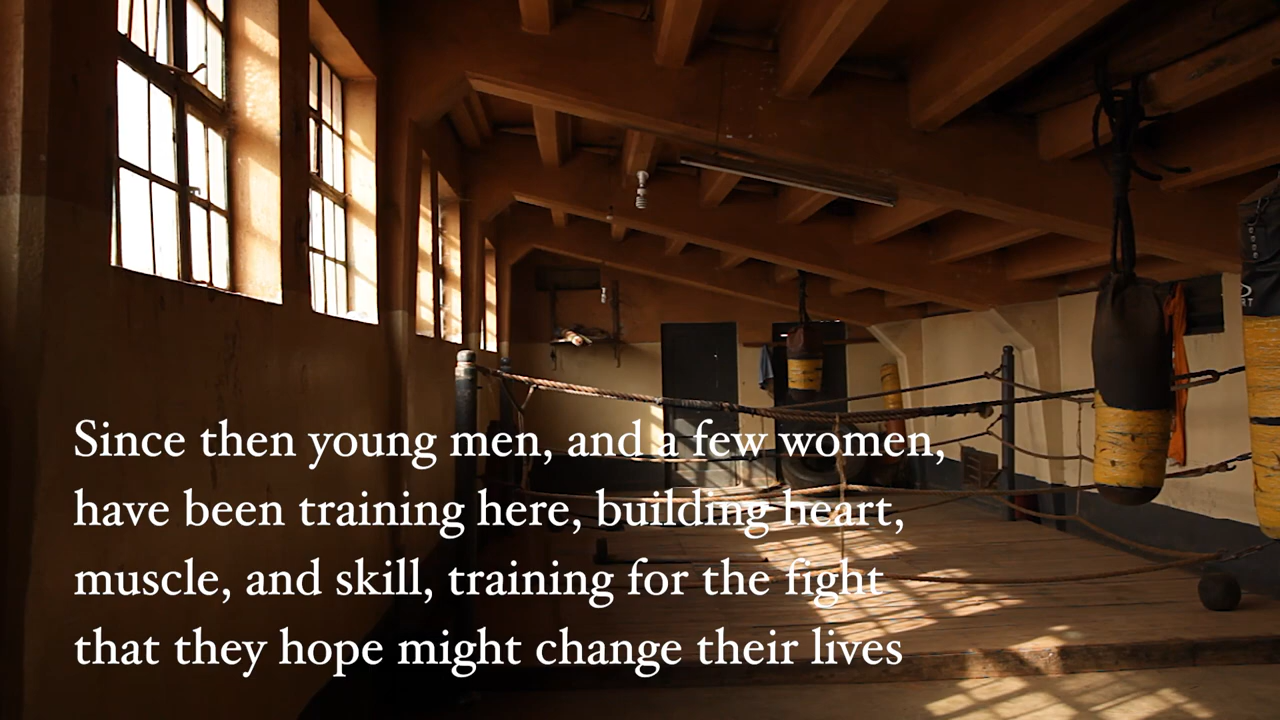 Since then young men, and a few women,
have been training here, building heart,
muscle, and skill, training for the fight
that they hope might change their lives